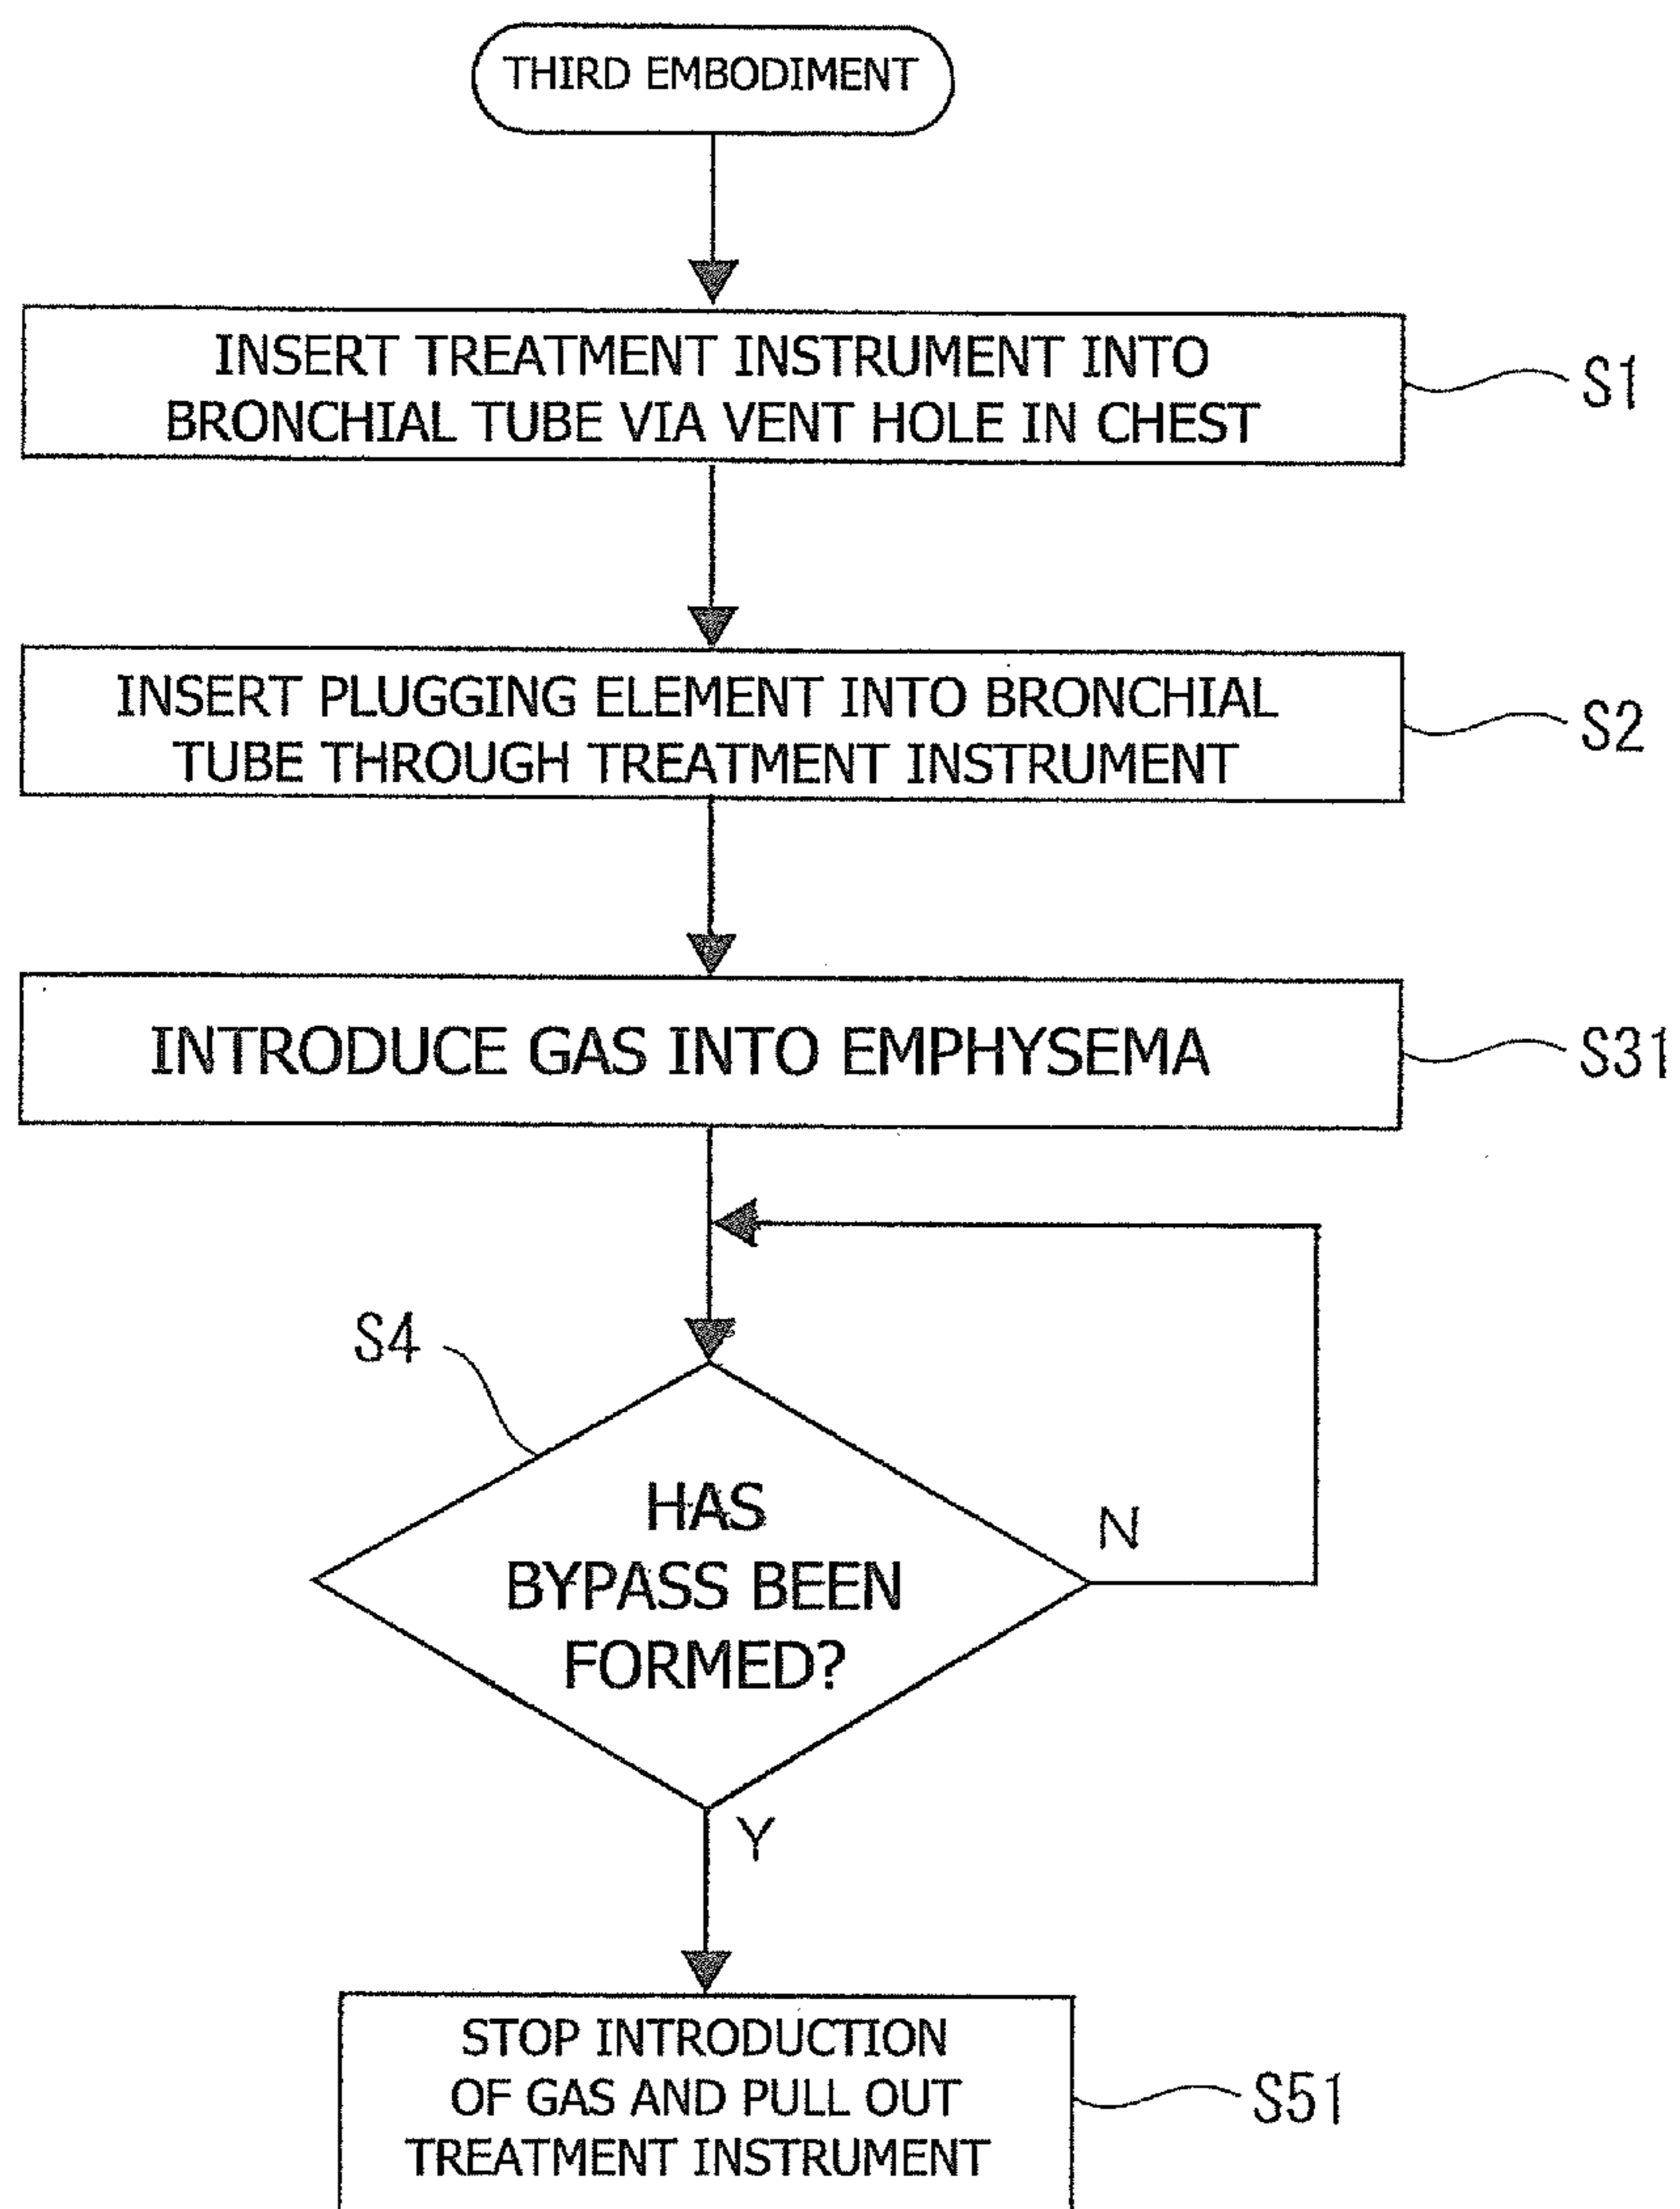 THIRD EMBODIMENT
INSERT TREATMENT INSTRUMENT INTO
BRONCHIAL TUBE VIA VENT HOLE IN CHEST
S1
INSERT PLUGGING ELEMENT INTO BRONCHIAL
TUBE THROUGH TREATMENT INSTRUMENT
S2
INTRODUCE GAS INTO EMPHYSEMA
S31
S4
HAS
BYPASS BEEN
FORMED?
N
Y
STOP INTRODUCTION
OF GAS AND PULL OUT
TREATMENT INSTRUMENT
S51